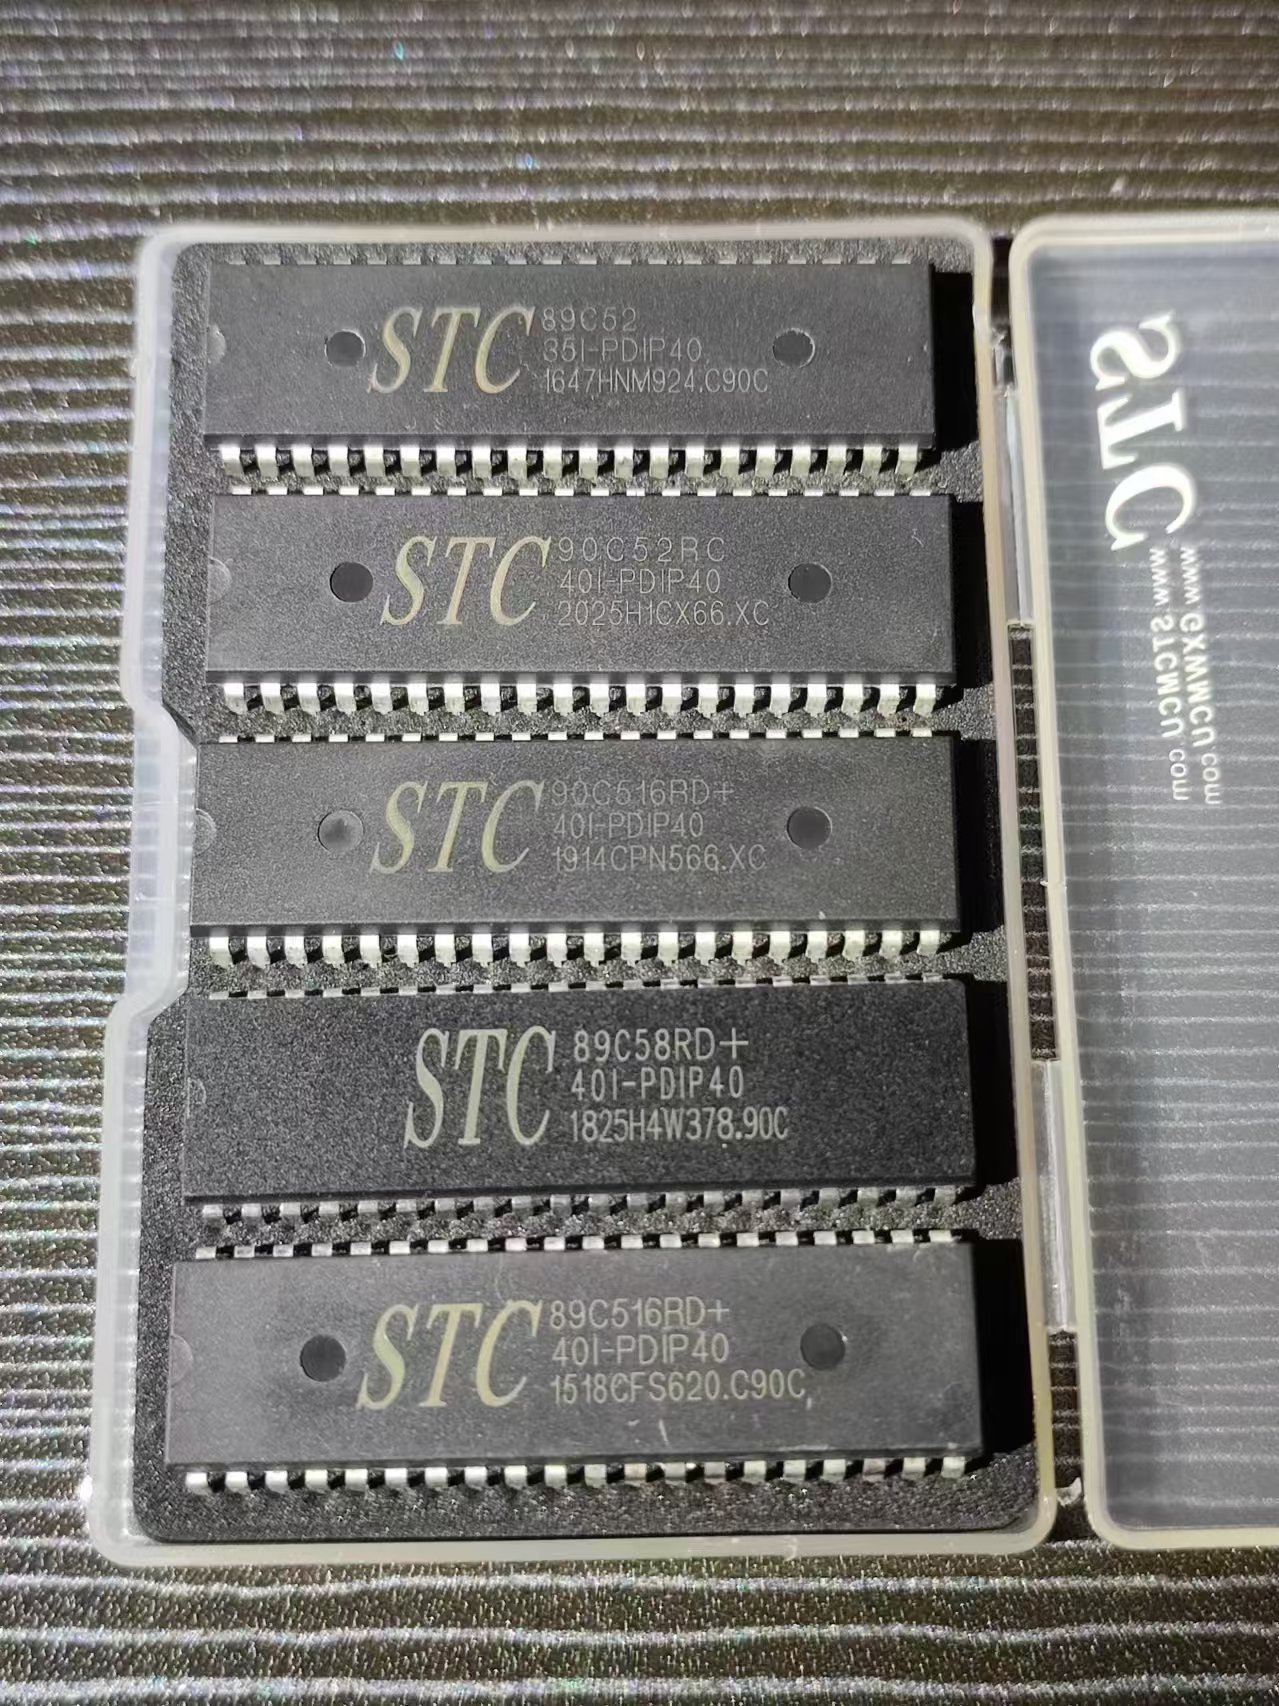 STC 89C52
35I-PDIP40
1647HNM924.C90C
STC 90C52RC
40I-PDIP40
2025H1CX66.XC
STC 90C516RD+
40I-PDIP40
1914CPN566.XC
STC 89C58RD+
40I-PDIP40
1825H4W378.90C
STC 89C516RD+
40I-PDIP40
1518CFS620.C90C
STC
www.GXWMCU.com
www.STCMCU.com